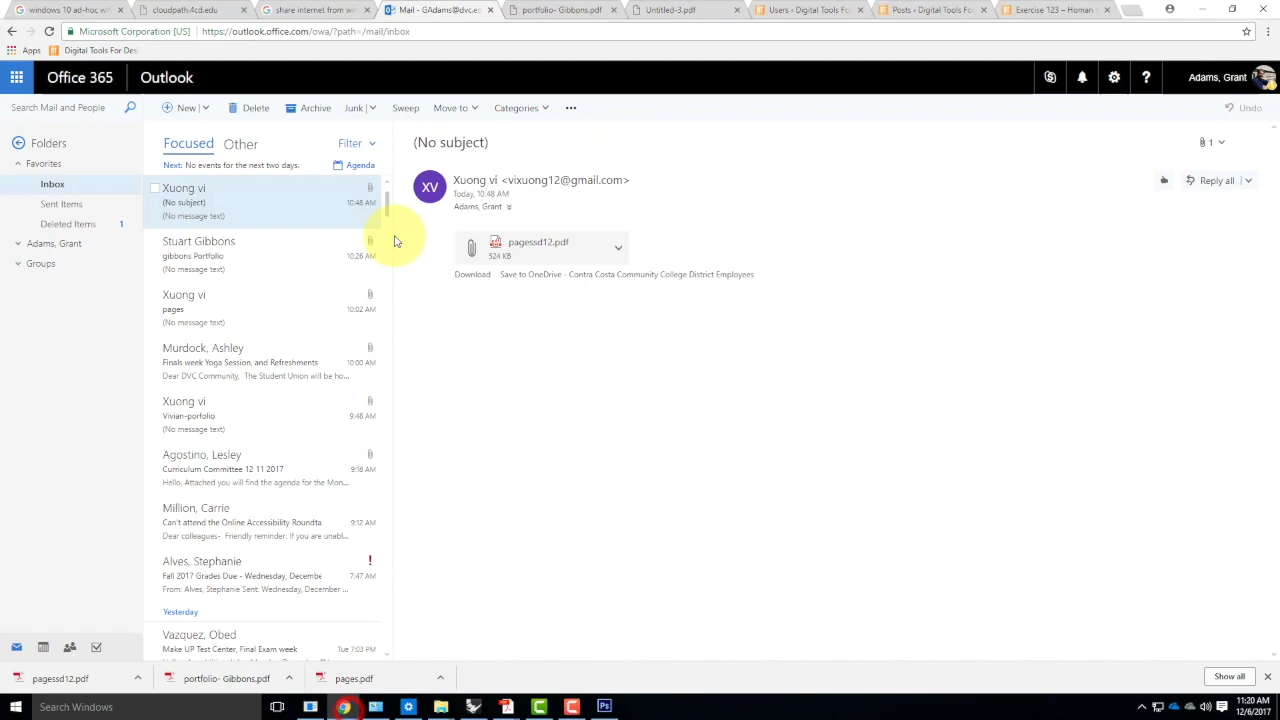 windows 10 ad-hoc wi
cloudpath.4cd.edu
share internet from wi
Mail - GAdams@dvc.ed
portfolio- Gibbons.pdf
Untitled-3.pdf
Users ‹ Digital Tools For
Posts ‹ Digital Tools For
Exercise 123 – Human
Microsoft Corporation [US] https://outlook.office.com/owa/?path=/mail/inbox
Apps Digital Tools For Des
Office 365 Outlook Adams, Grant
Search Mail and People
New Delete Archive Junk Sweep Move to Categories ••• Undo
Folders
Favorites
Inbox
Sent Items
Deleted Items 1
Adams, Grant
Groups
Focused Other Filter
Next: No events for the next two days. Agenda
Xuong vi
(No subject) 10:48 AM
(No message text)
Stuart Gibbons
gibbons Portfolio 10:26 AM
(No message text)
Xuong vi
pages 10:02 AM
(No message text)
Murdock, Ashley
Finals week Yoga Session, and Refreshments 10:00 AM
Dear DVC Community, The Student Union will be ho...
Xuong vi
Vivian-porfolio 9:48 AM
(No message text)
Agostino, Lesley
Curriculum Committee 12 11 2017 9:18 AM
Hello, Attached you will find the agenda for the Mon...
Million, Carrie
Can't attend the Online Accessibility Roundta 9:12 AM
Dear colleagues- Friendly reminder: If you are unabl...
Alves, Stephanie !
Fall 2017 Grades Due - Wednesday, Decembe 7:47 AM
From: Alves, Stephanie Sent: Wednesday, December ...
Yesterday
Vazquez, Obed
Make UP Test Center, Final Exam week Tue 7:03 PM
(No subject) 1
XV
Xuong vi <vixuong12@gmail.com>
Today, 10:48 AM
Adams, Grant
Reply all
pagessd12.pdf
524 KB
Download Save to OneDrive - Contra Costa Community College District Employees
pagessd12.pdf portfolio- Gibbons.pdf pages.pdf Show all
Search Windows
Ps
11:20 AM
12/6/2017